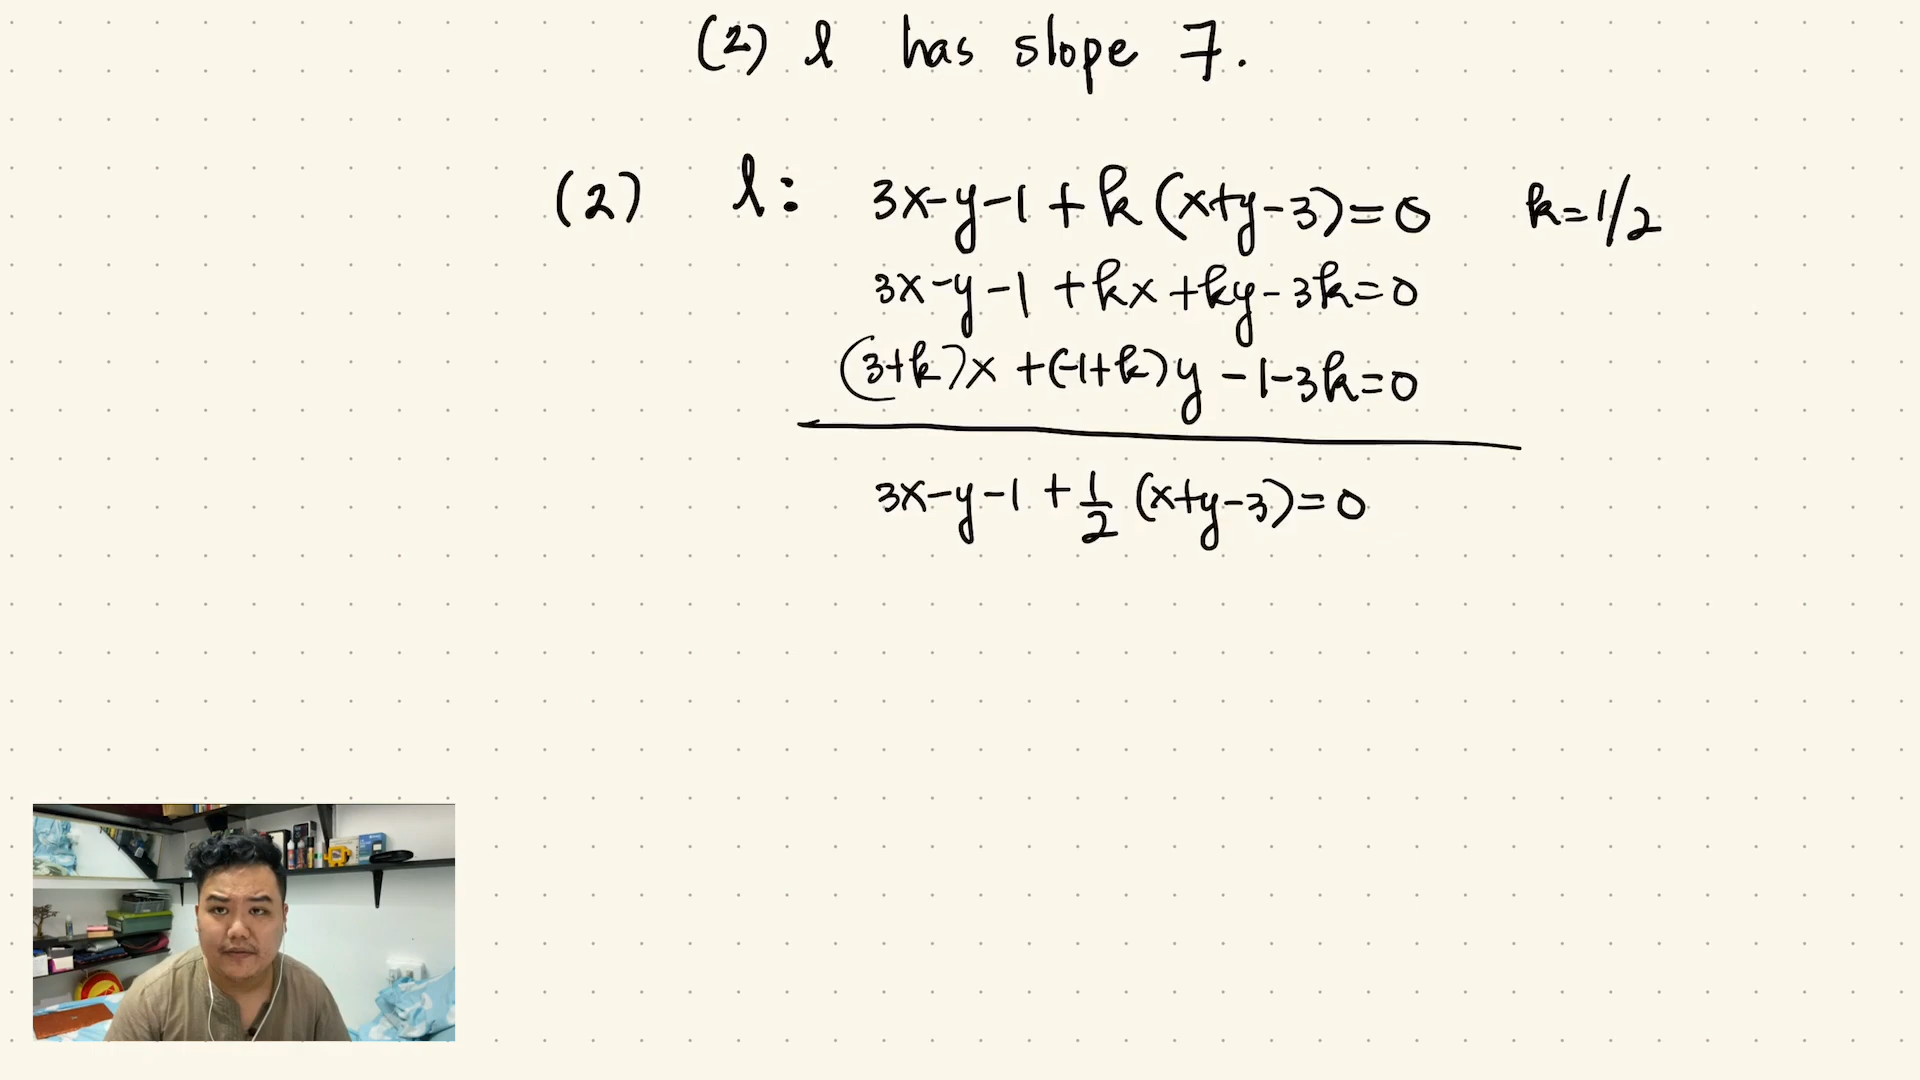 (2) l has slope 7.
(2) l: 3x-y-1+k(x+y-3)=0 k=1/2
3x-y-1+kx+ky-3k=0
(3+k)x+(-1+k)y-1-3k=0
3x-y-1+1/2(x+y-3)=0